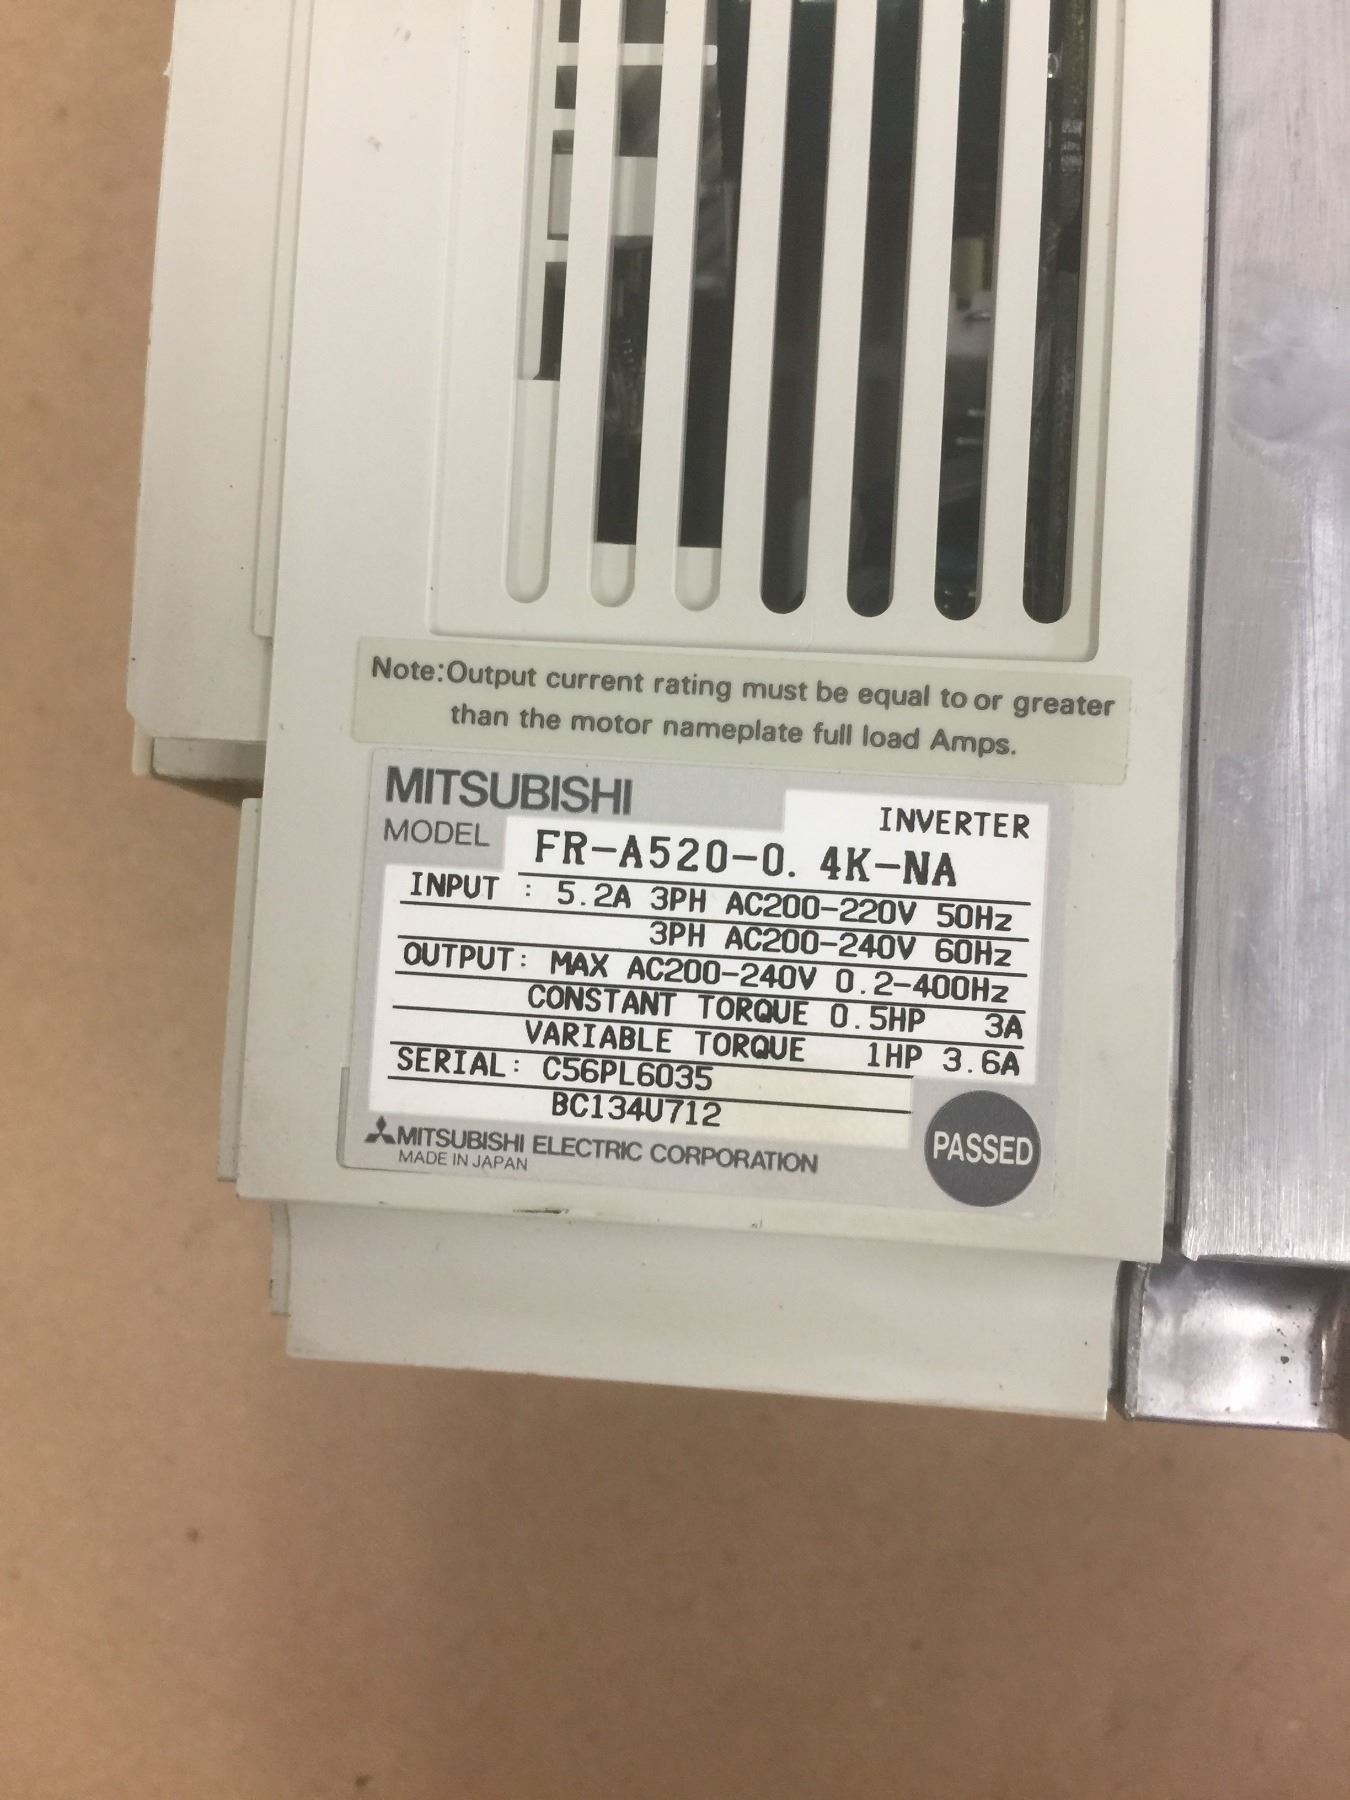 Note:Output current rating must be equal to or greater
than the motor nameplate full load Amps.
MITSUBISHI
INVERTER
MODEL FR-A520-0. 4K-NA
INPUT : 5.2A 3PH AC200-220V 50Hz
3PH AC200-240V 60Hz
OUTPUT: MAX AC200-240V 0.2-400Hz
CONSTANT TORQUE 0.5HP 3A
VARIABLE TORQUE 1HP 3.6A
SERIAL: C56PL6035
BC134U712
MITSUBISHI ELECTRIC CORPORATION
MADE IN JAPAN
PASSED